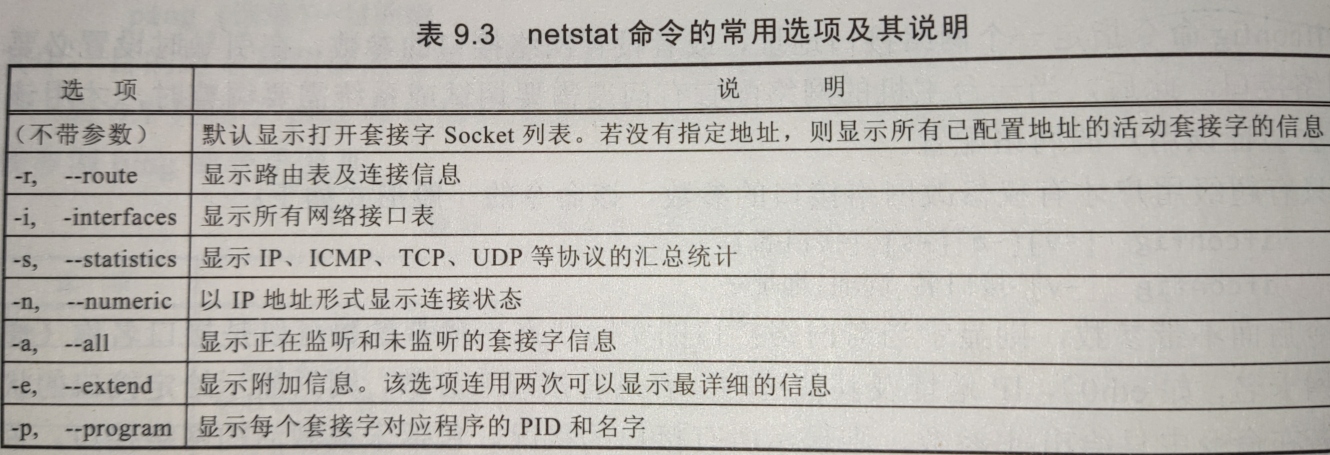 表 9.3 netstat 命令的常用选项及其说明
选 项 说 明
（不带参数） 默认显示打开套接字 Socket 列表。若没有指定地址，则显示所有已配置地址的活动套接字的信息
-r, --route 显示路由表及连接信息
-i, -interfaces 显示所有网络接口表
-s, --statistics 显示 IP、ICMP、TCP、UDP 等协议的汇总统计
-n, --numeric 以 IP 地址形式显示连接状态
-a, --all 显示正在监听和未监听的套接字信息
-e, --extend 显示附加信息。该选项连用两次可以显示最详细的信息
-p, --program 显示每个套接字对应程序的 PID 和名字